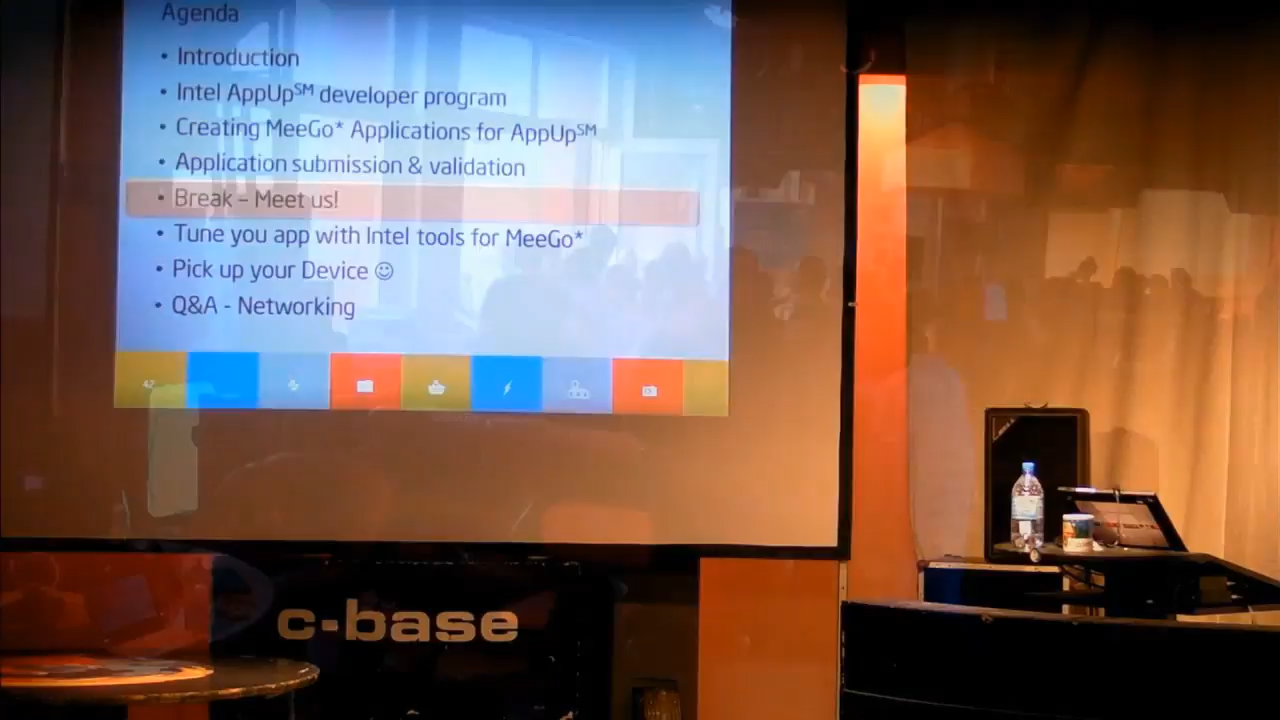 Agenda
• Introduction
• Intel AppUp℠ developer program
• Creating MeeGo* Applications for AppUp℠
• Application submission & validation
• Break – Meet us!
• Tune you app with Intel tools for MeeGo*
• Pick up your Device ☺
• Q&A - Networking
c-base